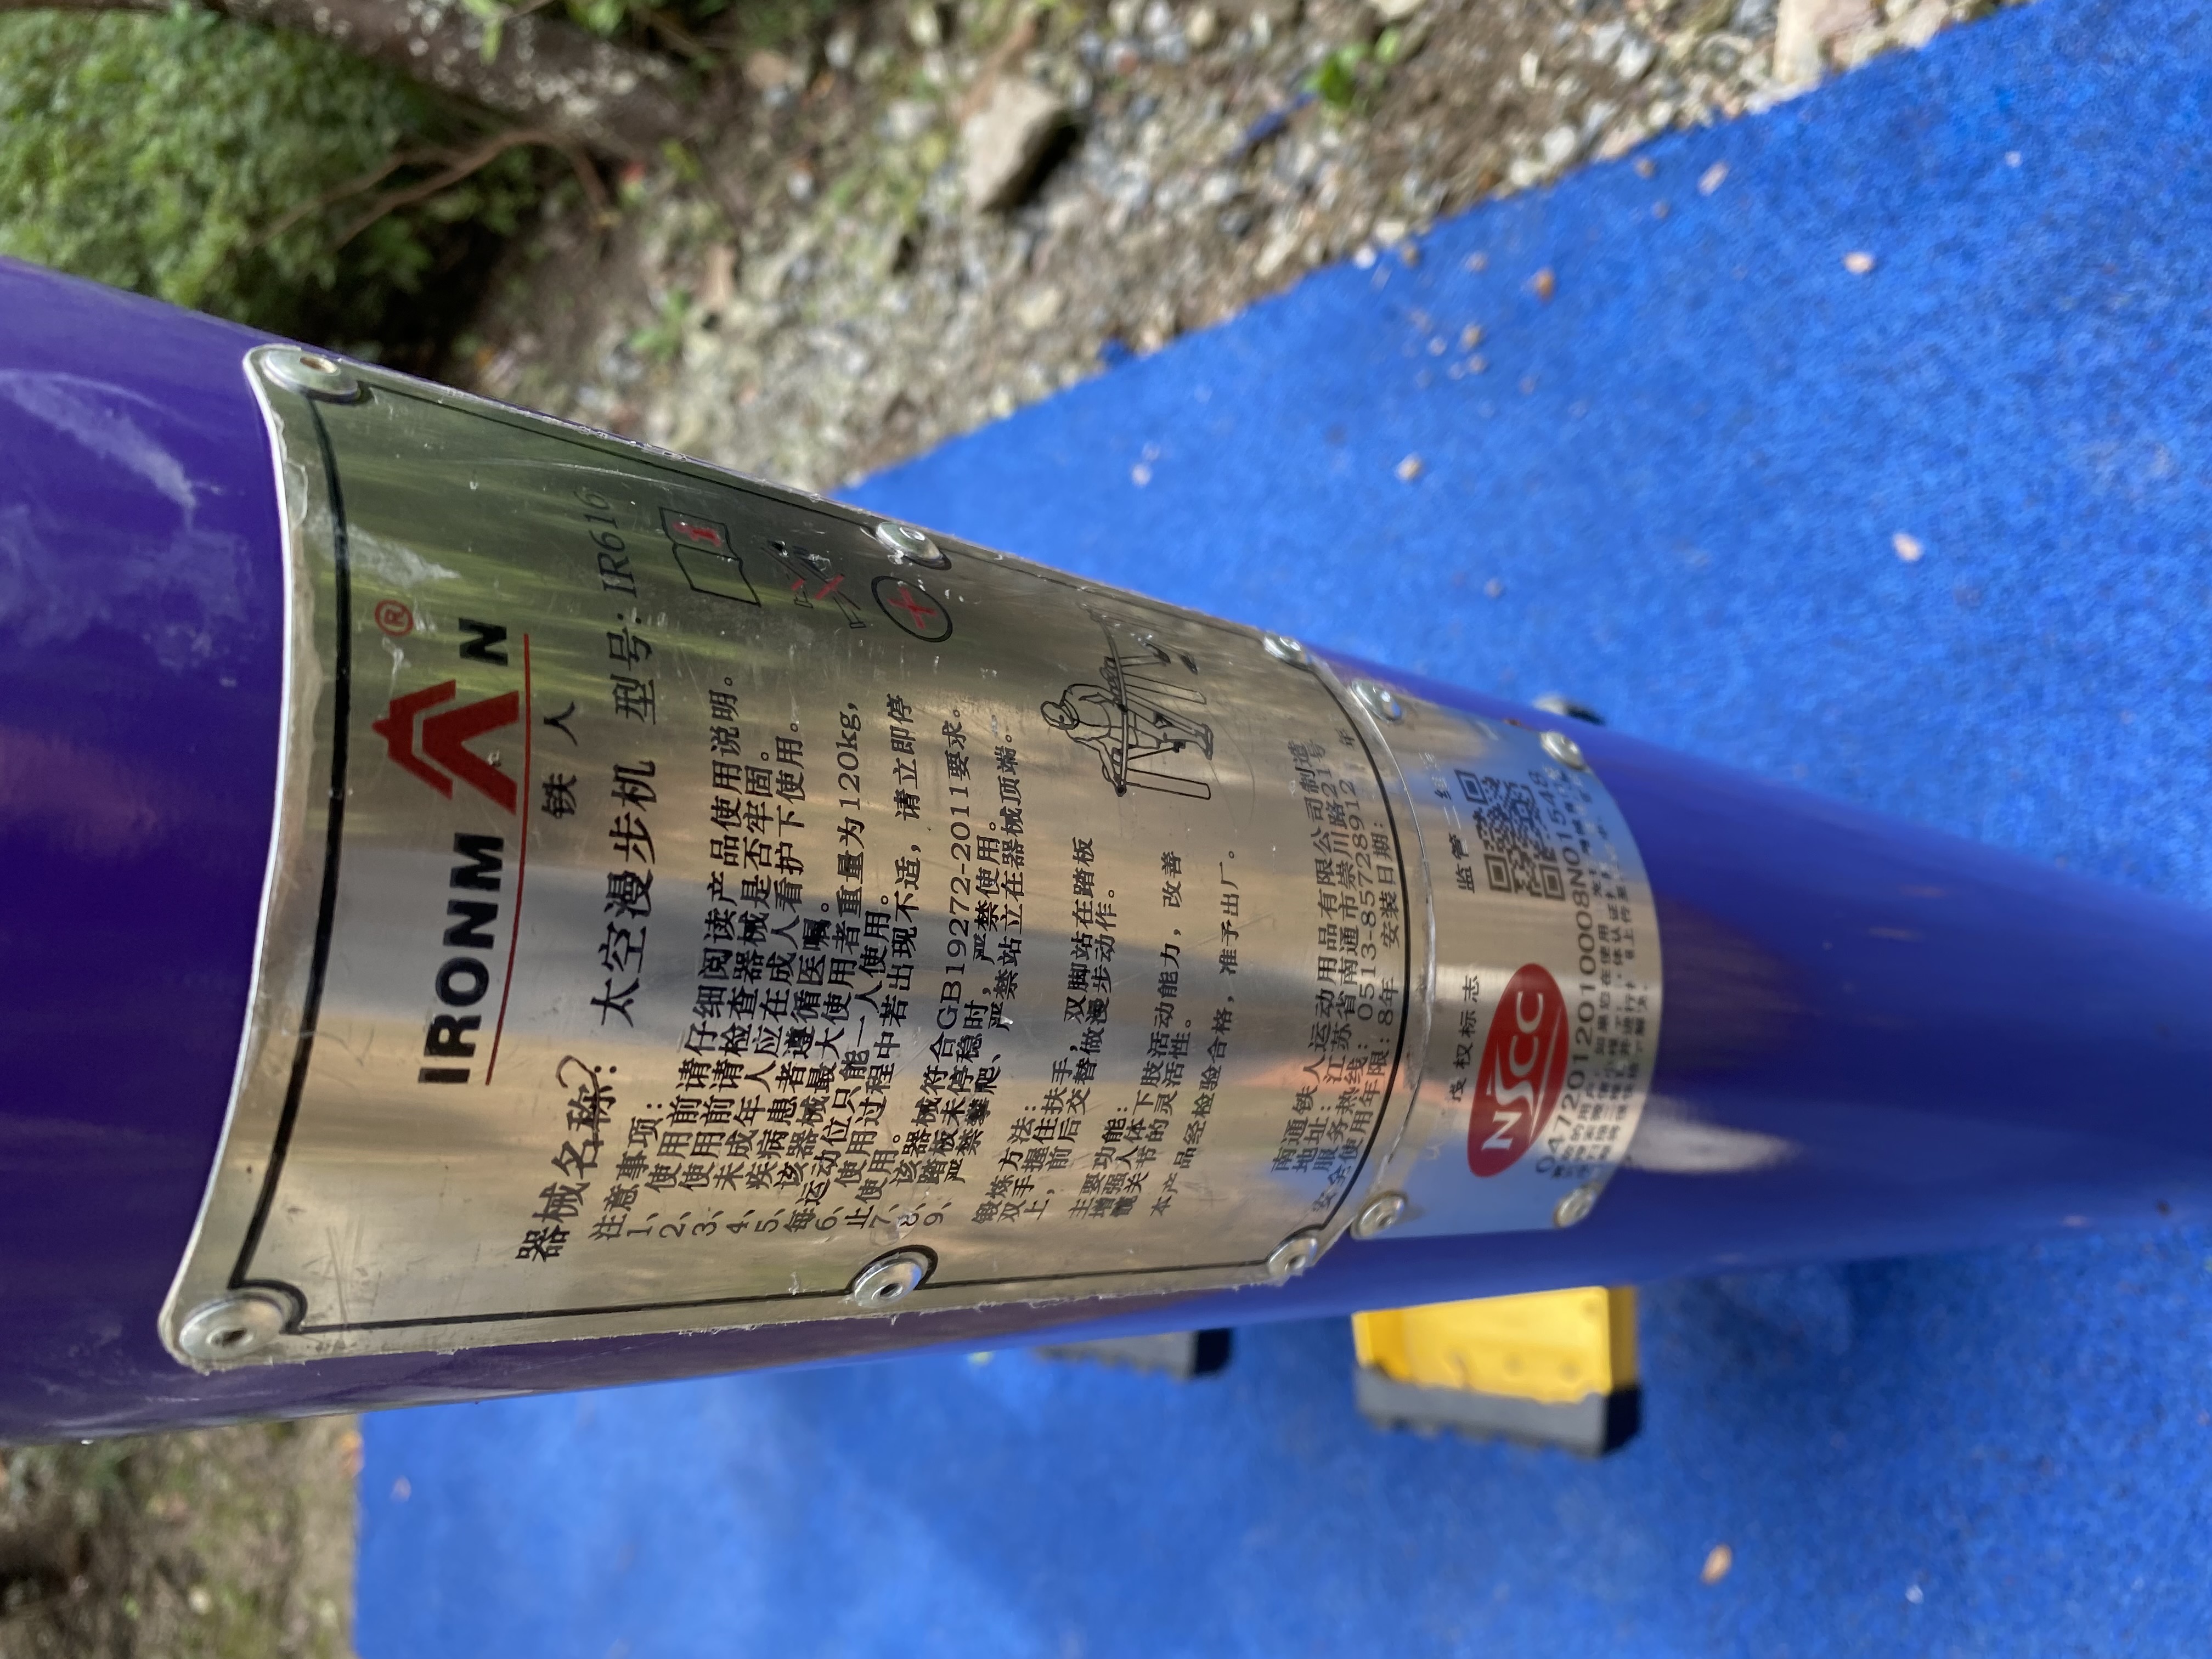 IRONMAN®
铁 人
器械名称: 太空漫步机 型号: IR616
注意事项:
1、使用前请仔细阅读产品使用说明。
2、使用前请检查器械是否牢固。
3、未成年人应在成人看护下使用。
4、疾病患者遵循医嘱。
5、该器械最大使用者重量为120kg,
每运动位只能一人使用。
6、使用过程中若出现不适,请立即停
止使用。
7、该器械符合GB19272-2011要求。
8、踏板未停稳时,严禁使用。
9、严禁攀爬、严禁站立在器械顶端。
锻炼方法:
双手握住扶手,双脚站在踏板
上,前后交替做漫步动作。
主要功能:
增强人体下肢活动能力,改善
髋关节的灵活性。
本产品经检验合格,准予出厂。
南通铁人运动用品有限公司制造
地址:江苏省南通市崇川路221号
服务热线:0513-85728912
安全使用年限:8年 安装日期: 年
授权标志 监管二维码
NSCC
0472012010008N015449